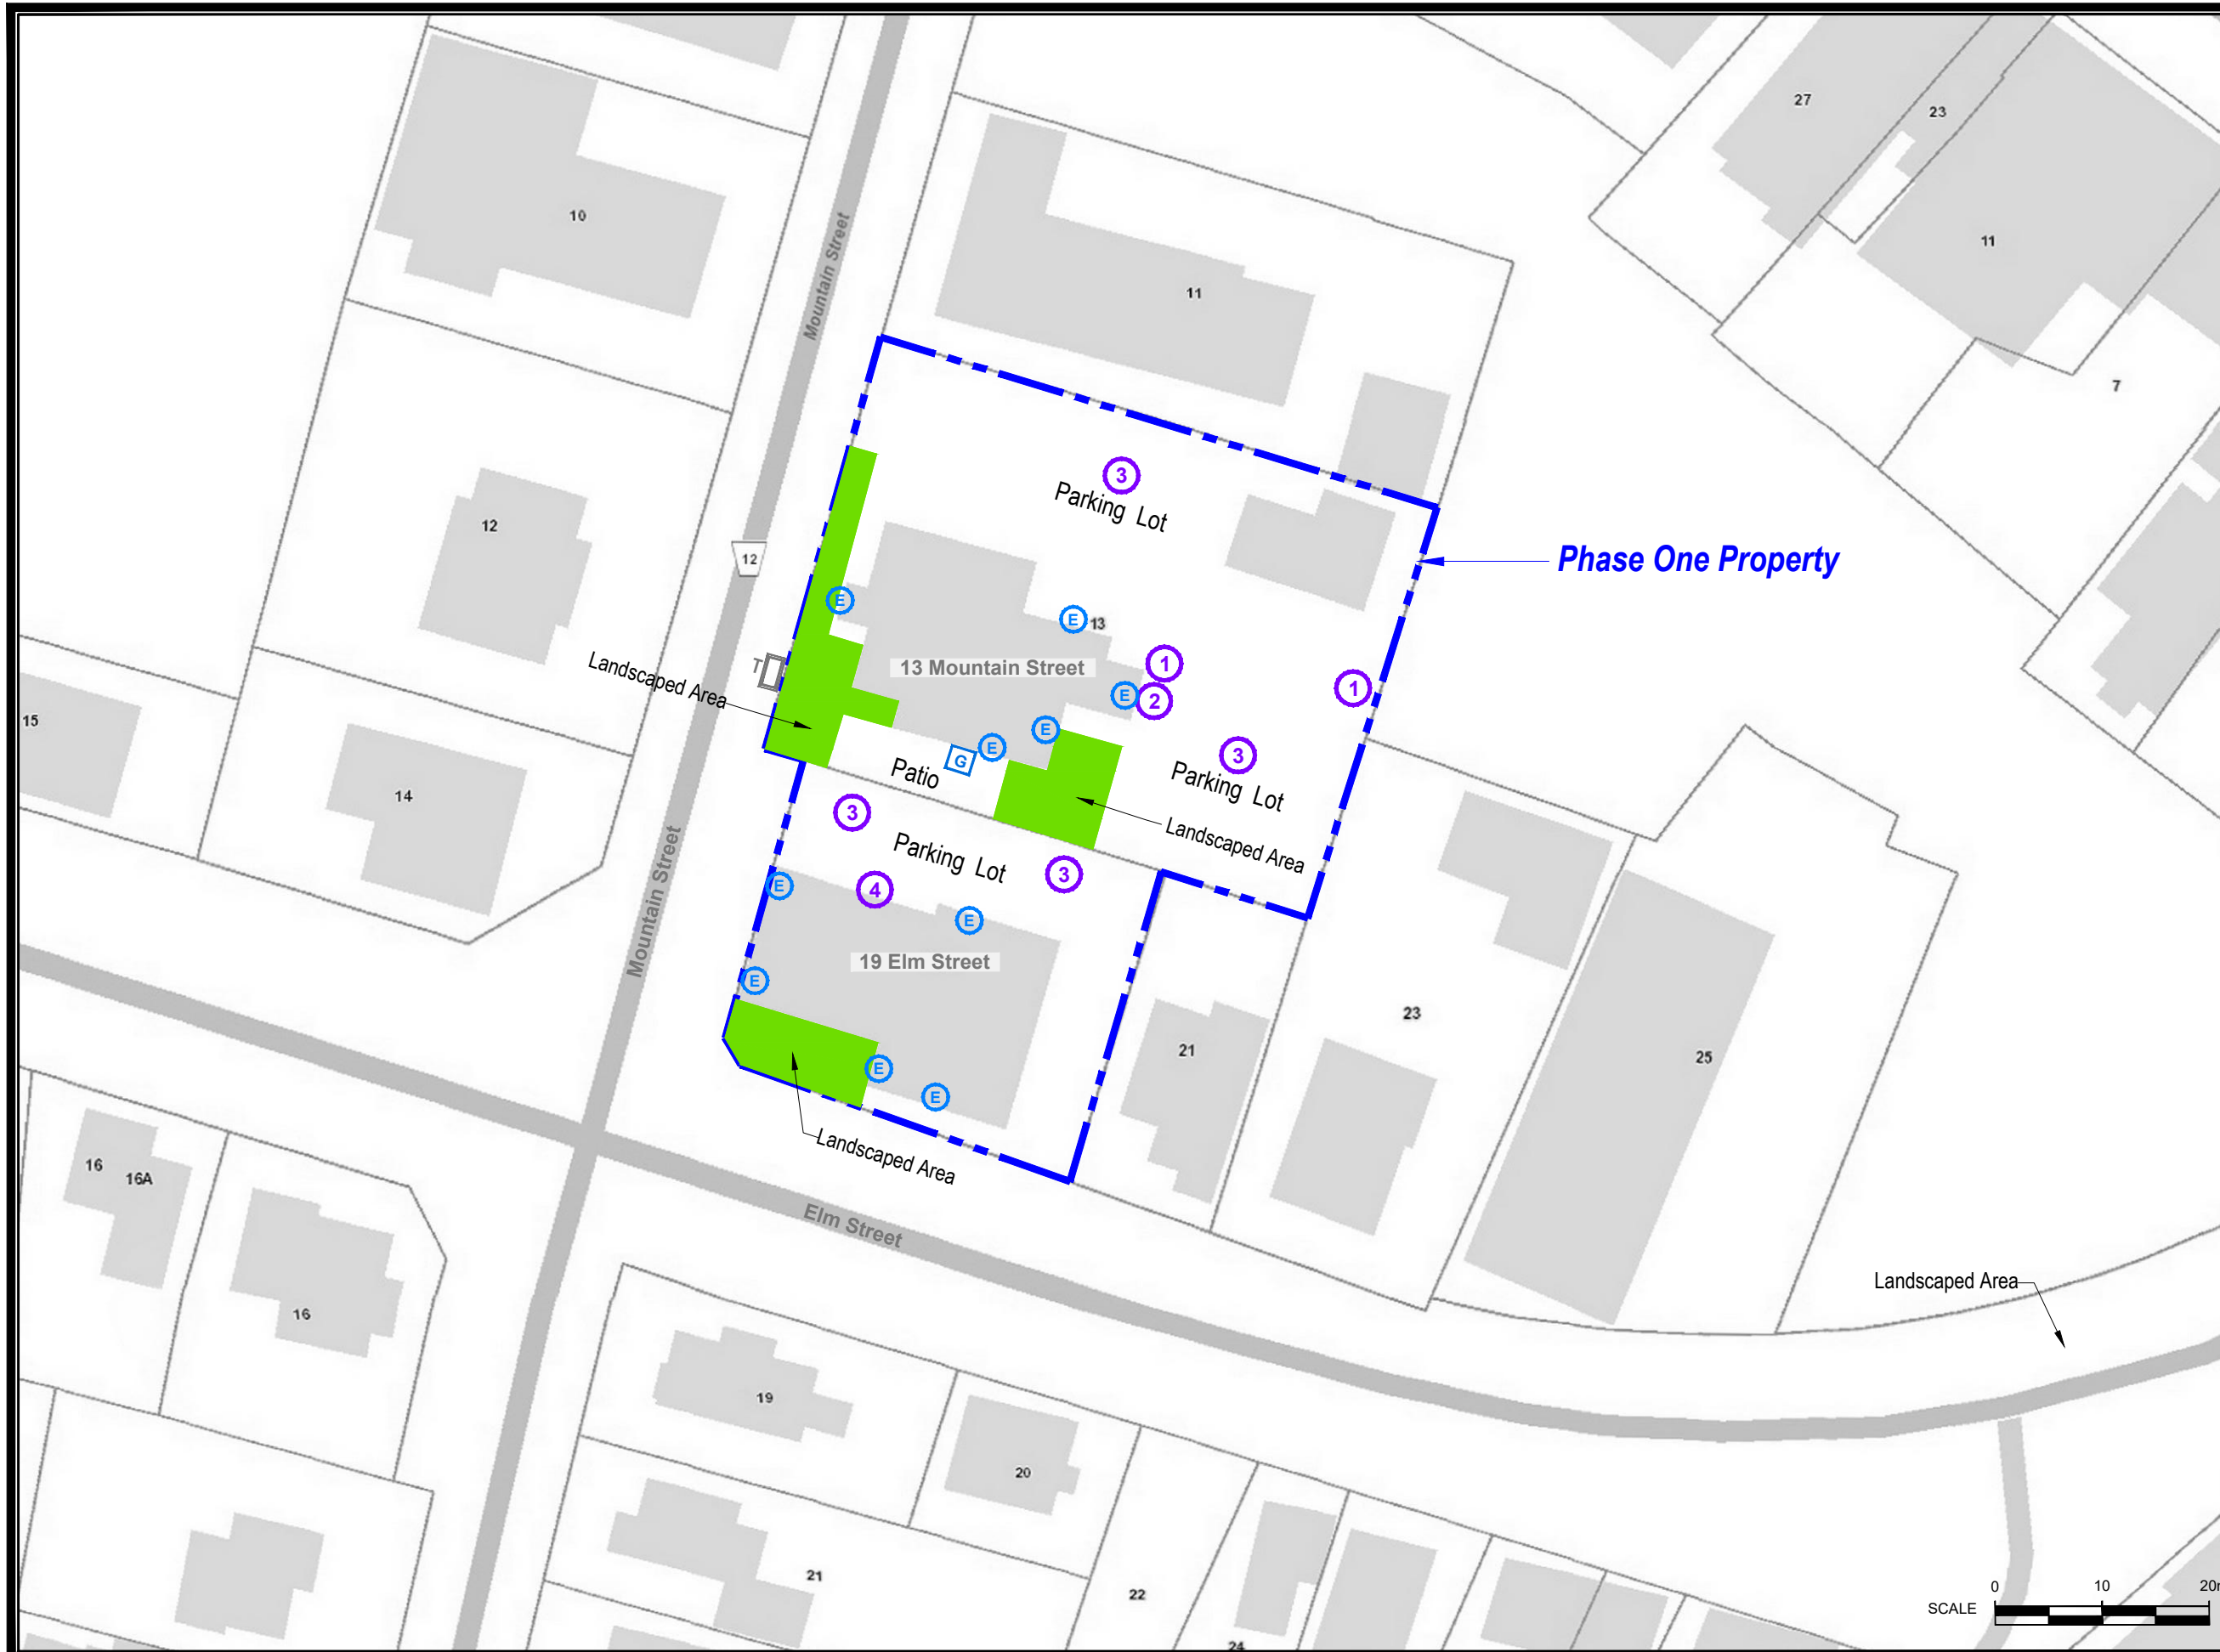 27
23
10
Mountain Street
11
11
7
3
Parking Lot
12
12
Phase One Property
E
E
13
13 Mountain Street
1
T
Landscaped Area
E
2
1
15
E
E
G
3
Patio
Parking Lot
14
3
Landscaped Area
Parking Lot
3
Mountain Street
E
4
E
19 Elm Street
E
23
21
25
E
E
Landscaped Area
16
16A
Elm Street
Landscaped Area
16
19
20
21
22
SCALE
0
10
20m
24